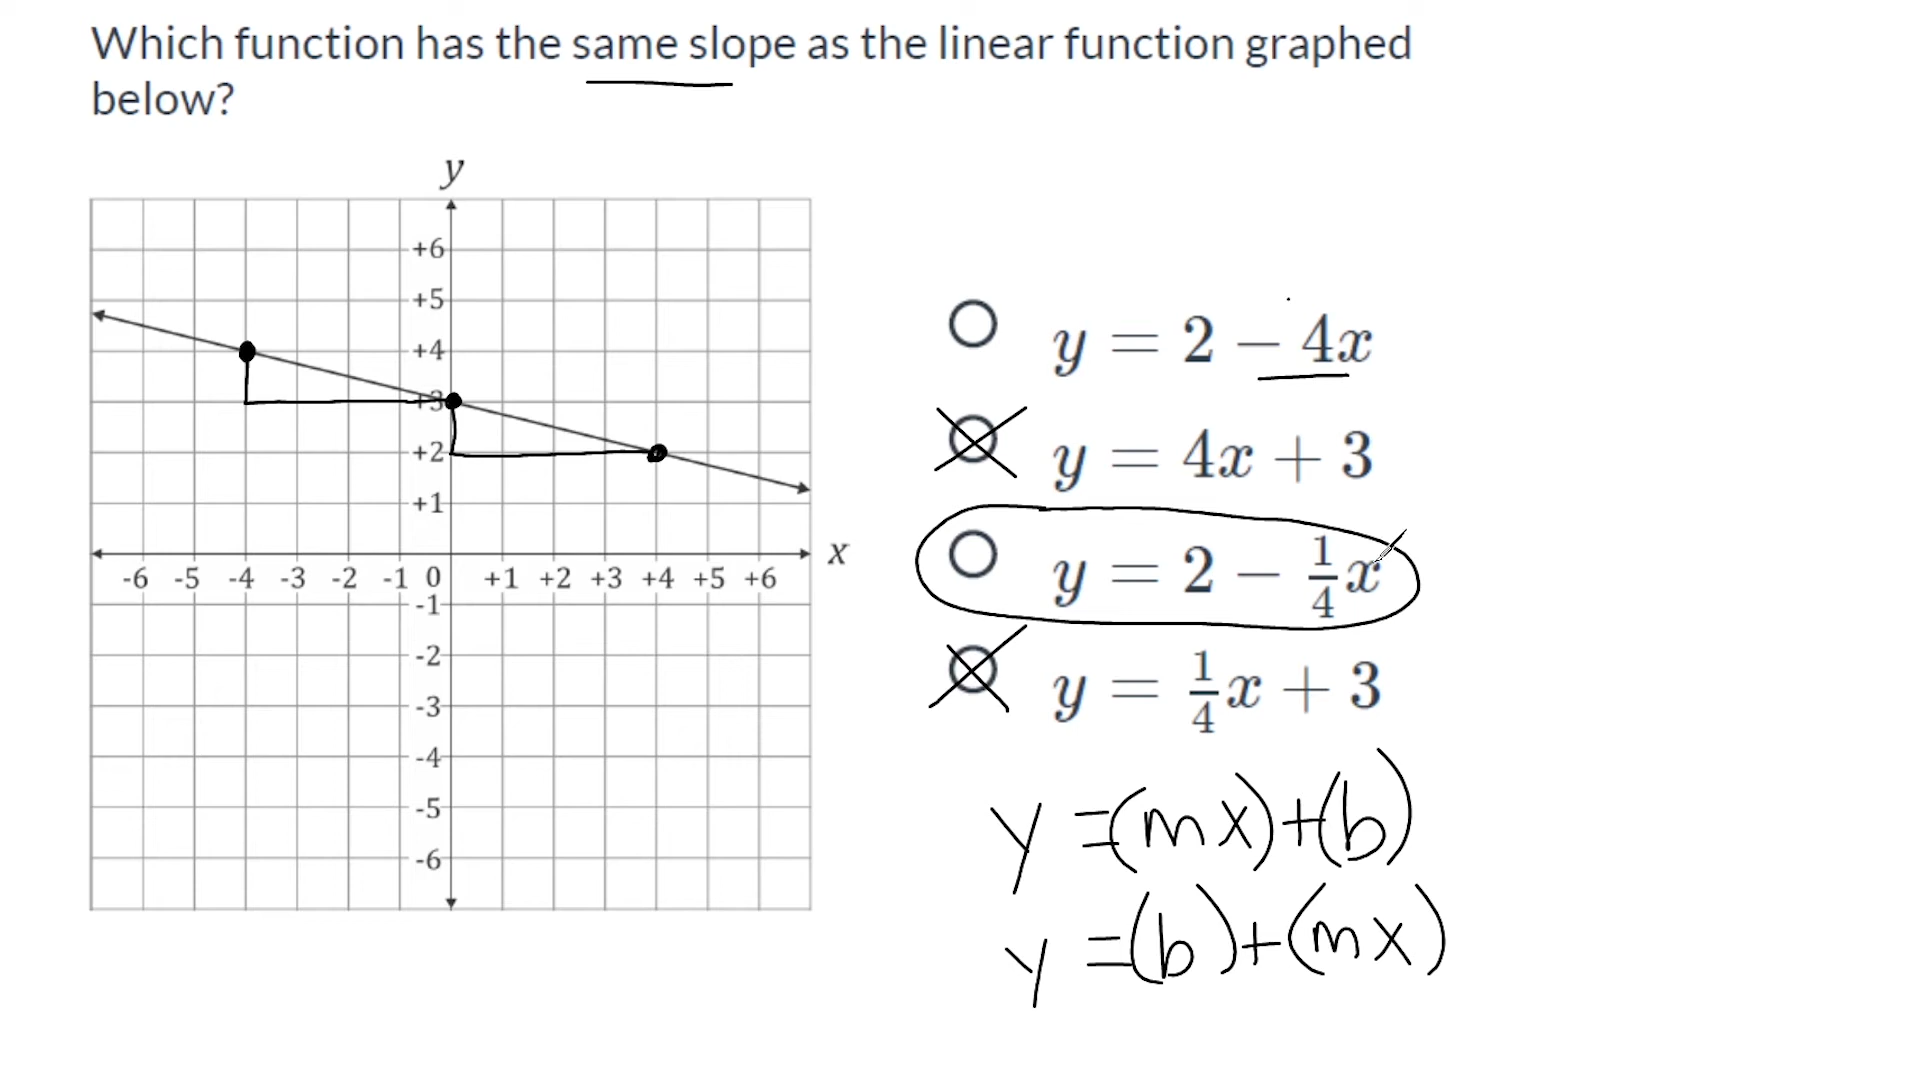 Which function has the same slope as the linear function graphed
below?
y
+6
+5
+4
+3
+2
+1
x
-6 -5 -4 -3 -2 -1 0 +1 +2 +3 +4 +5 +6
-1
-2
-3
-4
-5
-6
y = 2 − 4x
y = 4x + 3
y = 2 − 1/4 x
y = 1/4 x + 3
y = (mx) + (b)
y = (b) + (mx)